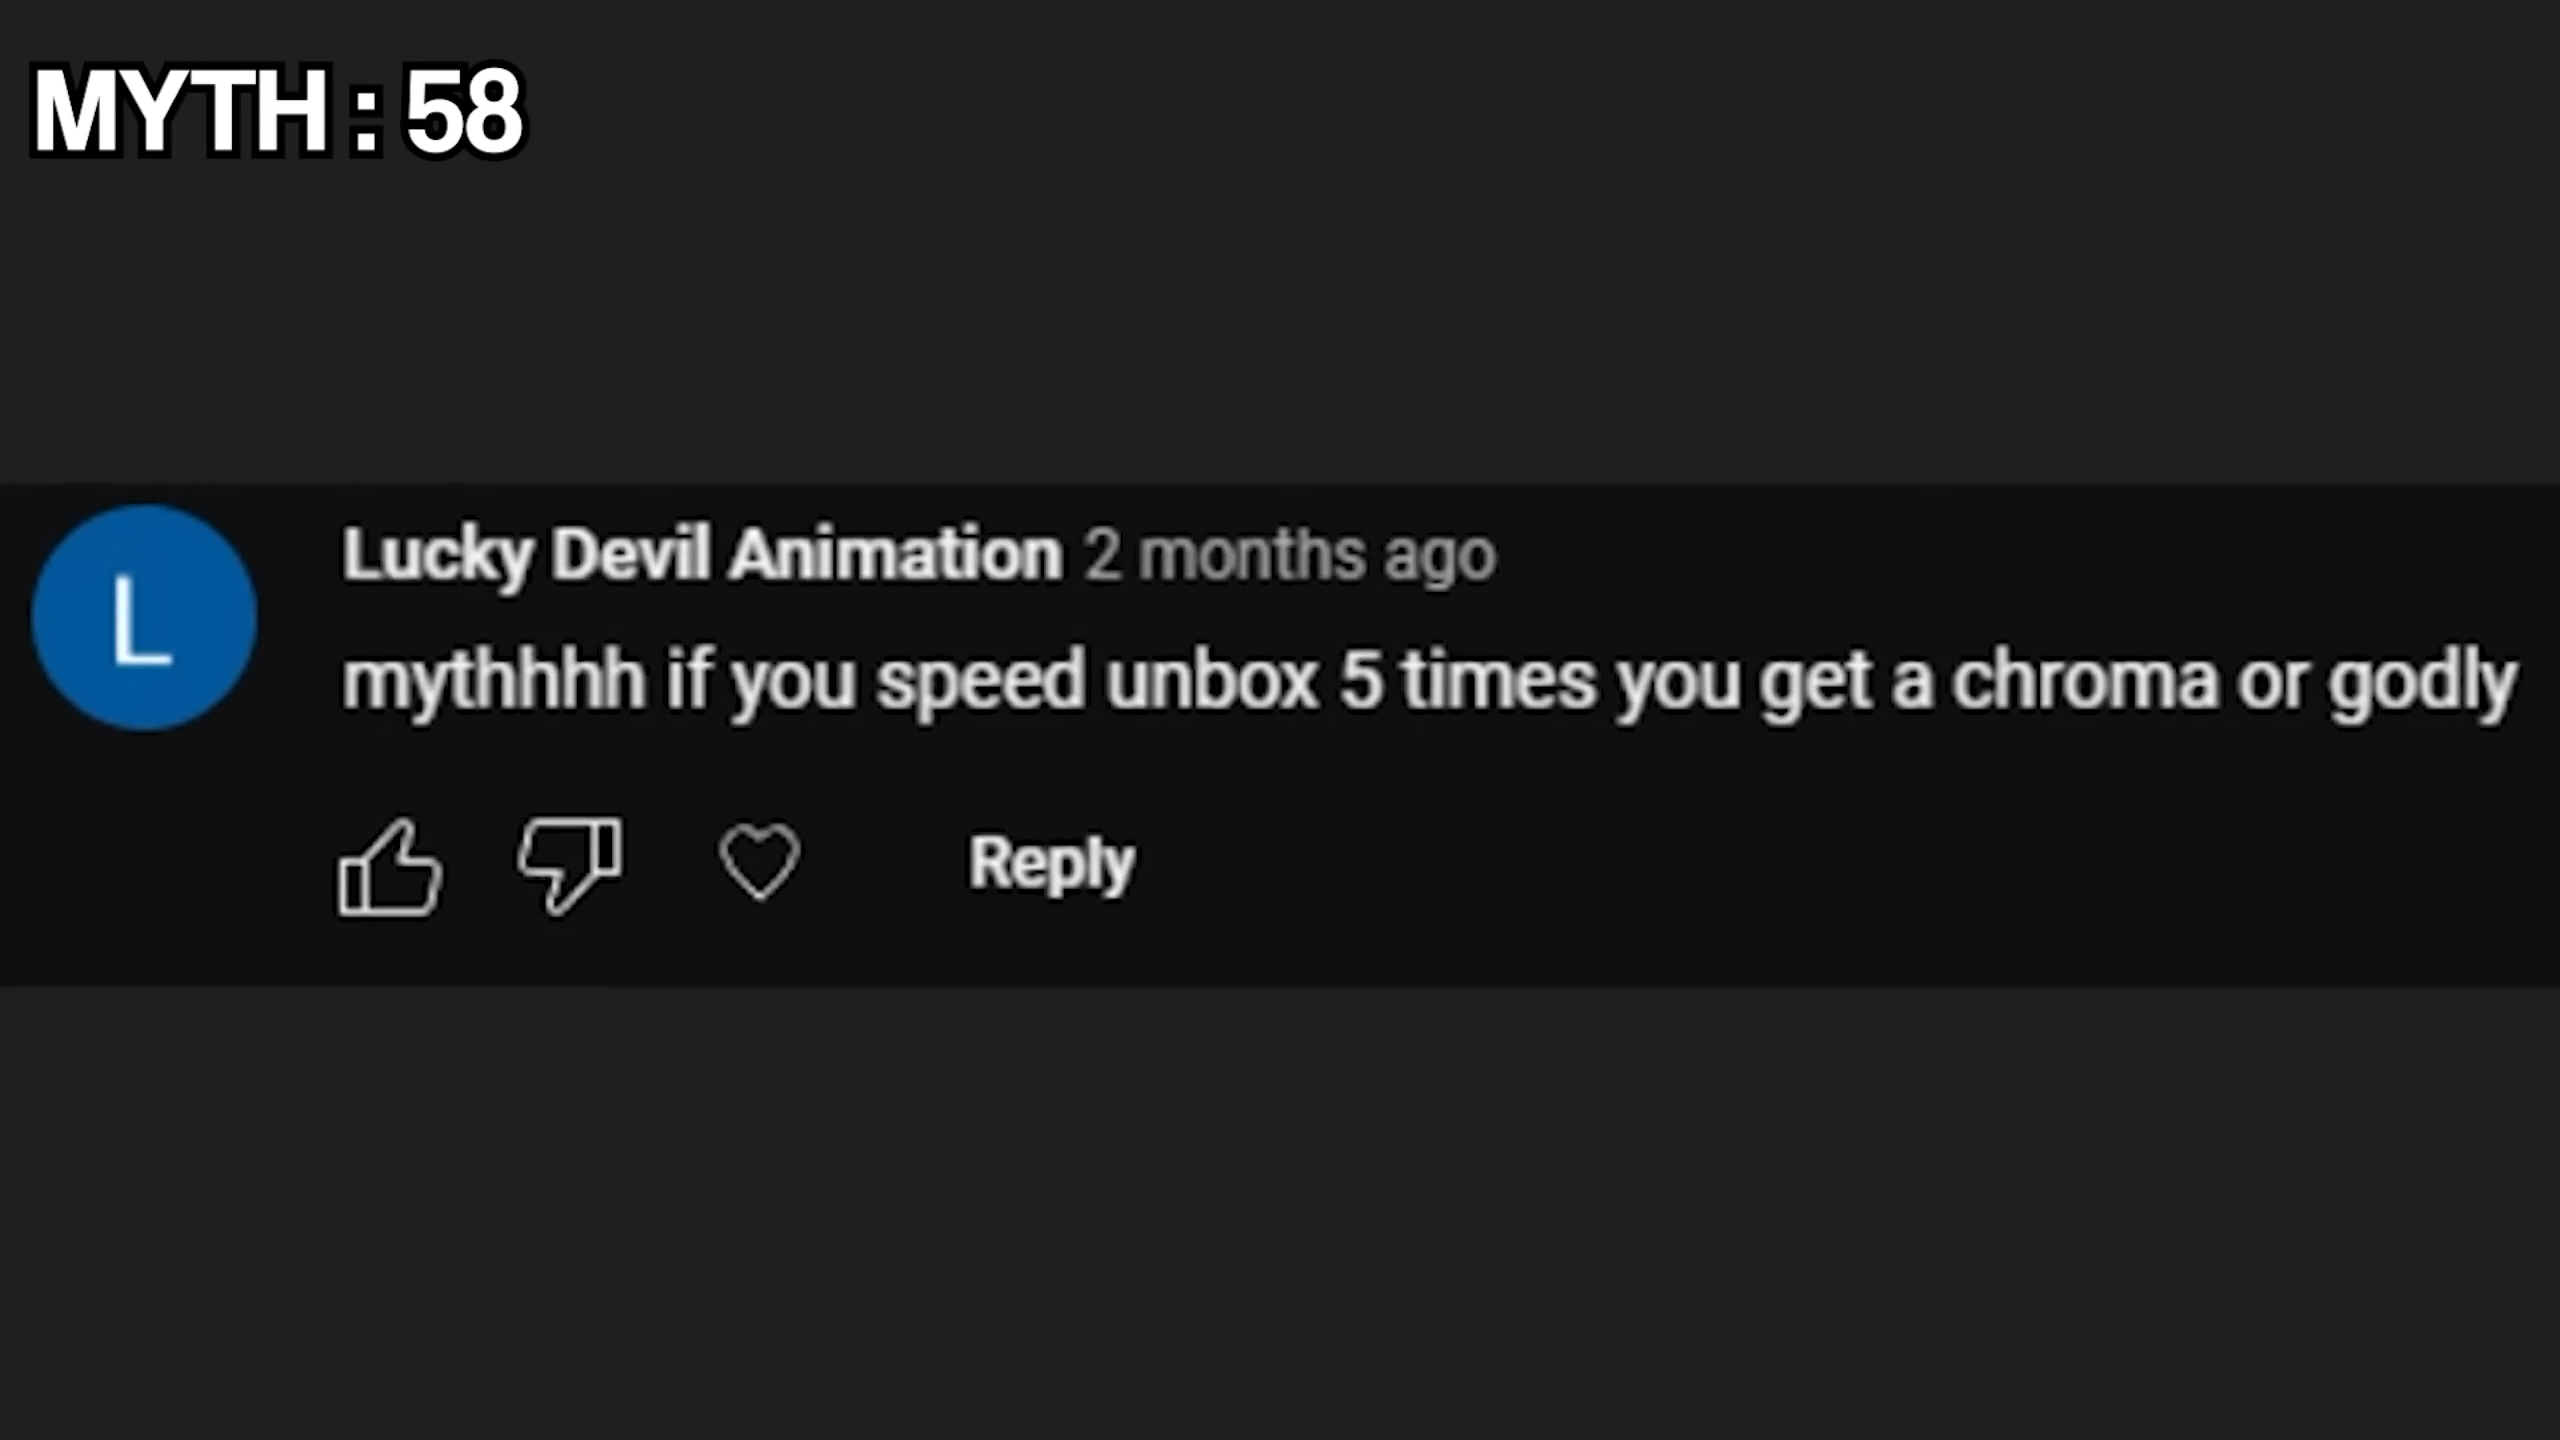 MYTH : 58
L
Lucky Devil Animation 2 months ago
mythhhh if you speed unbox 5 times you get a chroma or godly
Reply